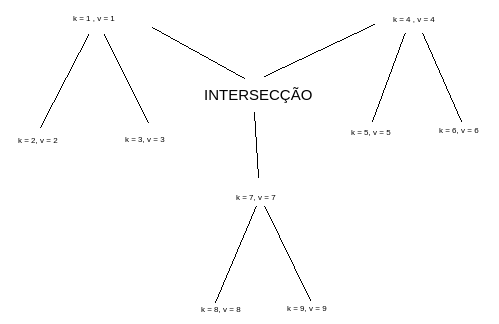 k = 1 , v = 1
k = 4 , v = 4
INTERSECÇÃO
k = 2, v = 2
k = 3, v = 3
k = 5, v = 5
k = 6, v = 6
k = 7, v = 7
k = 8, v = 8
k = 9, v = 9